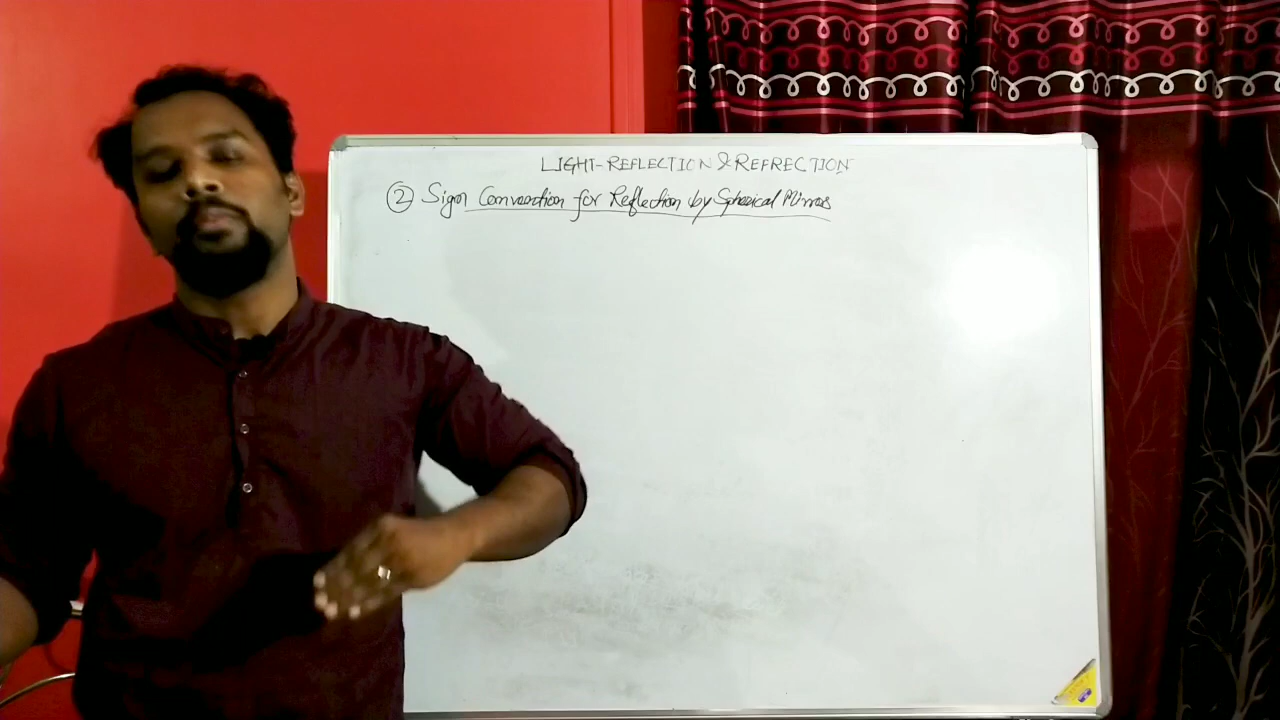 LIGHT-REFLECTION & REFRECTION
② Sign Convention for Reflection by Spherical Mirrors